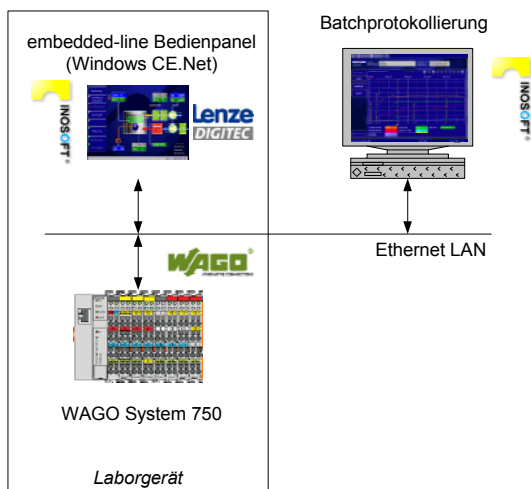 embedded-line Bedienpanel
(Windows CE.Net)
INOSOFT
Lenze
DIGITEC
Batchprotokollierung
INOSOFT
Ethernet LAN
WAGO
WAGO System 750
Laborgerät